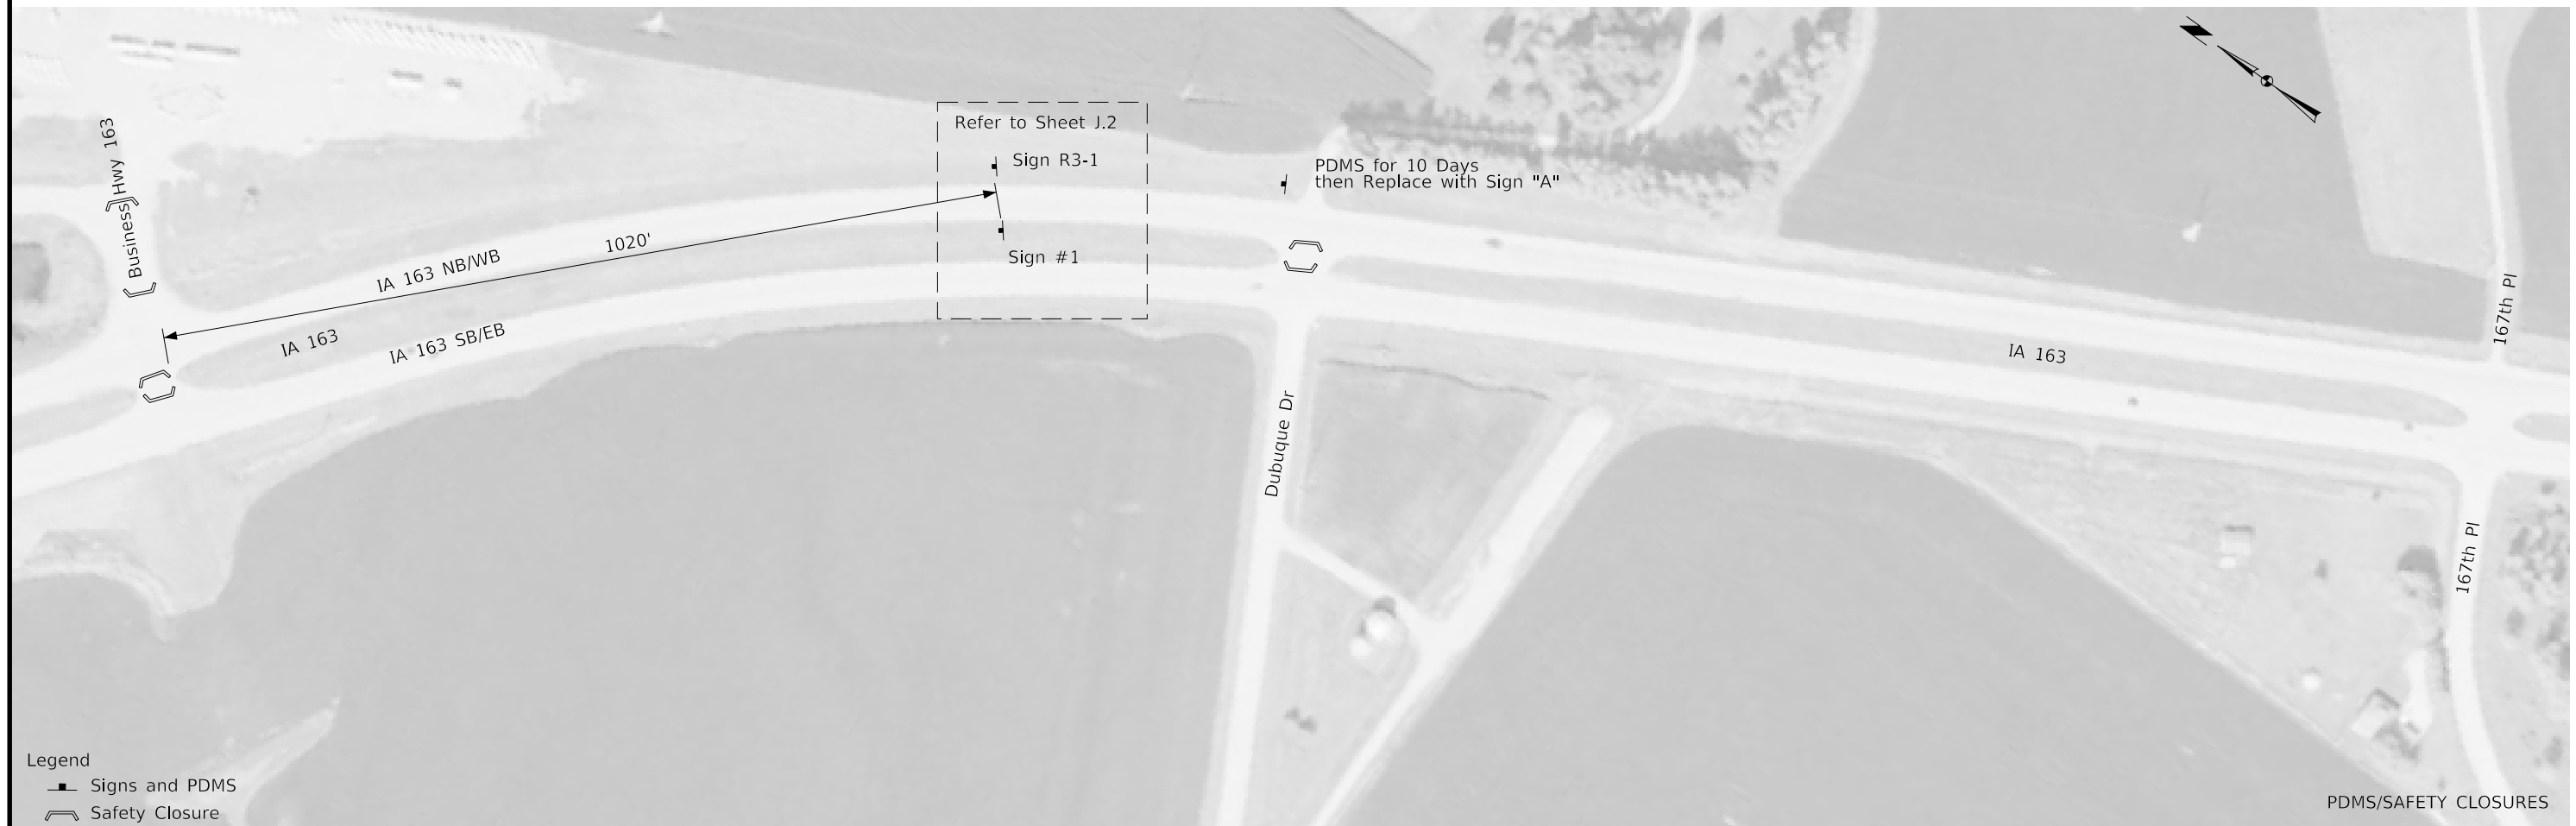 N
Refer to Sheet J.2
Sign R3-1
PDMS for 10 Days
then Replace with Sign "A"
Business Hwy 163
1020'
IA 163 NB/WB
Sign #1
IA 163
IA 163 SB/EB
IA 163
167th Pl
Dubuque Dr
167th Pl
Legend
Signs and PDMS
Safety Closure
PDMS/SAFETY CLOSURES